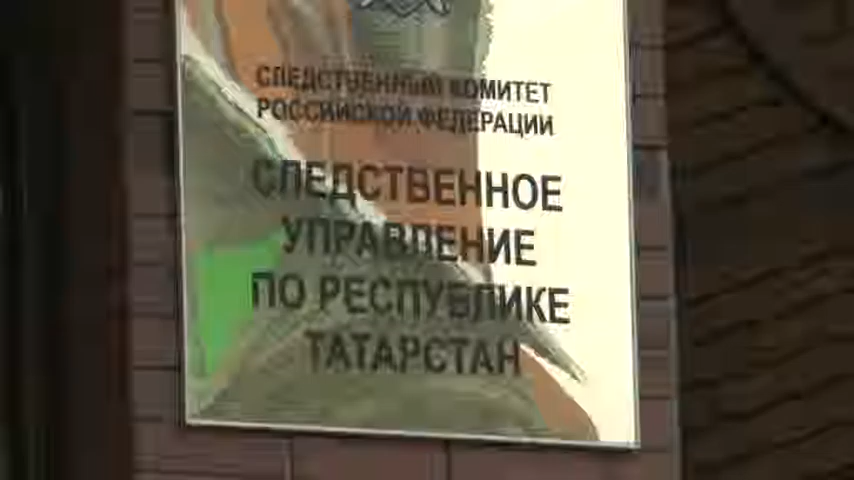 СЛЕДСТВЕННЫЙ КОМИТЕТ
РОССИЙСКОЙ ФЕДЕРАЦИИ
СЛЕДСТВЕННОЕ
УПРАВЛЕНИЕ
ПО РЕСПУБЛИКЕ
ТАТАРСТАН